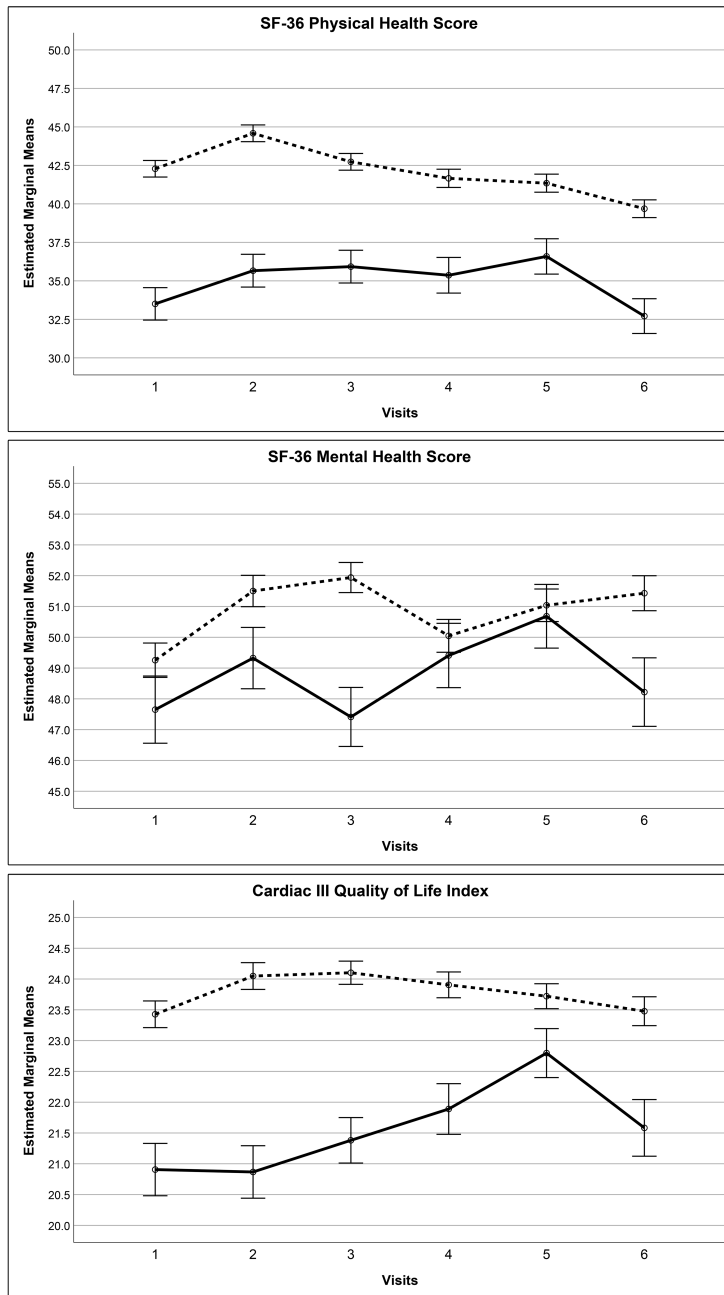 SF-36 Physical Health Score
Estimated Marginal Means
50.0
47.5
45.0
42.5
40.0
37.5
35.0
32.5
30.0
1 2 3 4 5 6
Visits
SF-36 Mental Health Score
Estimated Marginal Means
55.0
54.0
53.0
52.0
51.0
50.0
49.0
48.0
47.0
46.0
45.0
1 2 3 4 5 6
Visits
Cardiac III Quality of Life Index
Estimated Marginal Means
25.0
24.5
24.0
23.5
23.0
22.5
22.0
21.5
21.0
20.5
20.0
1 2 3 4 5 6
Visits